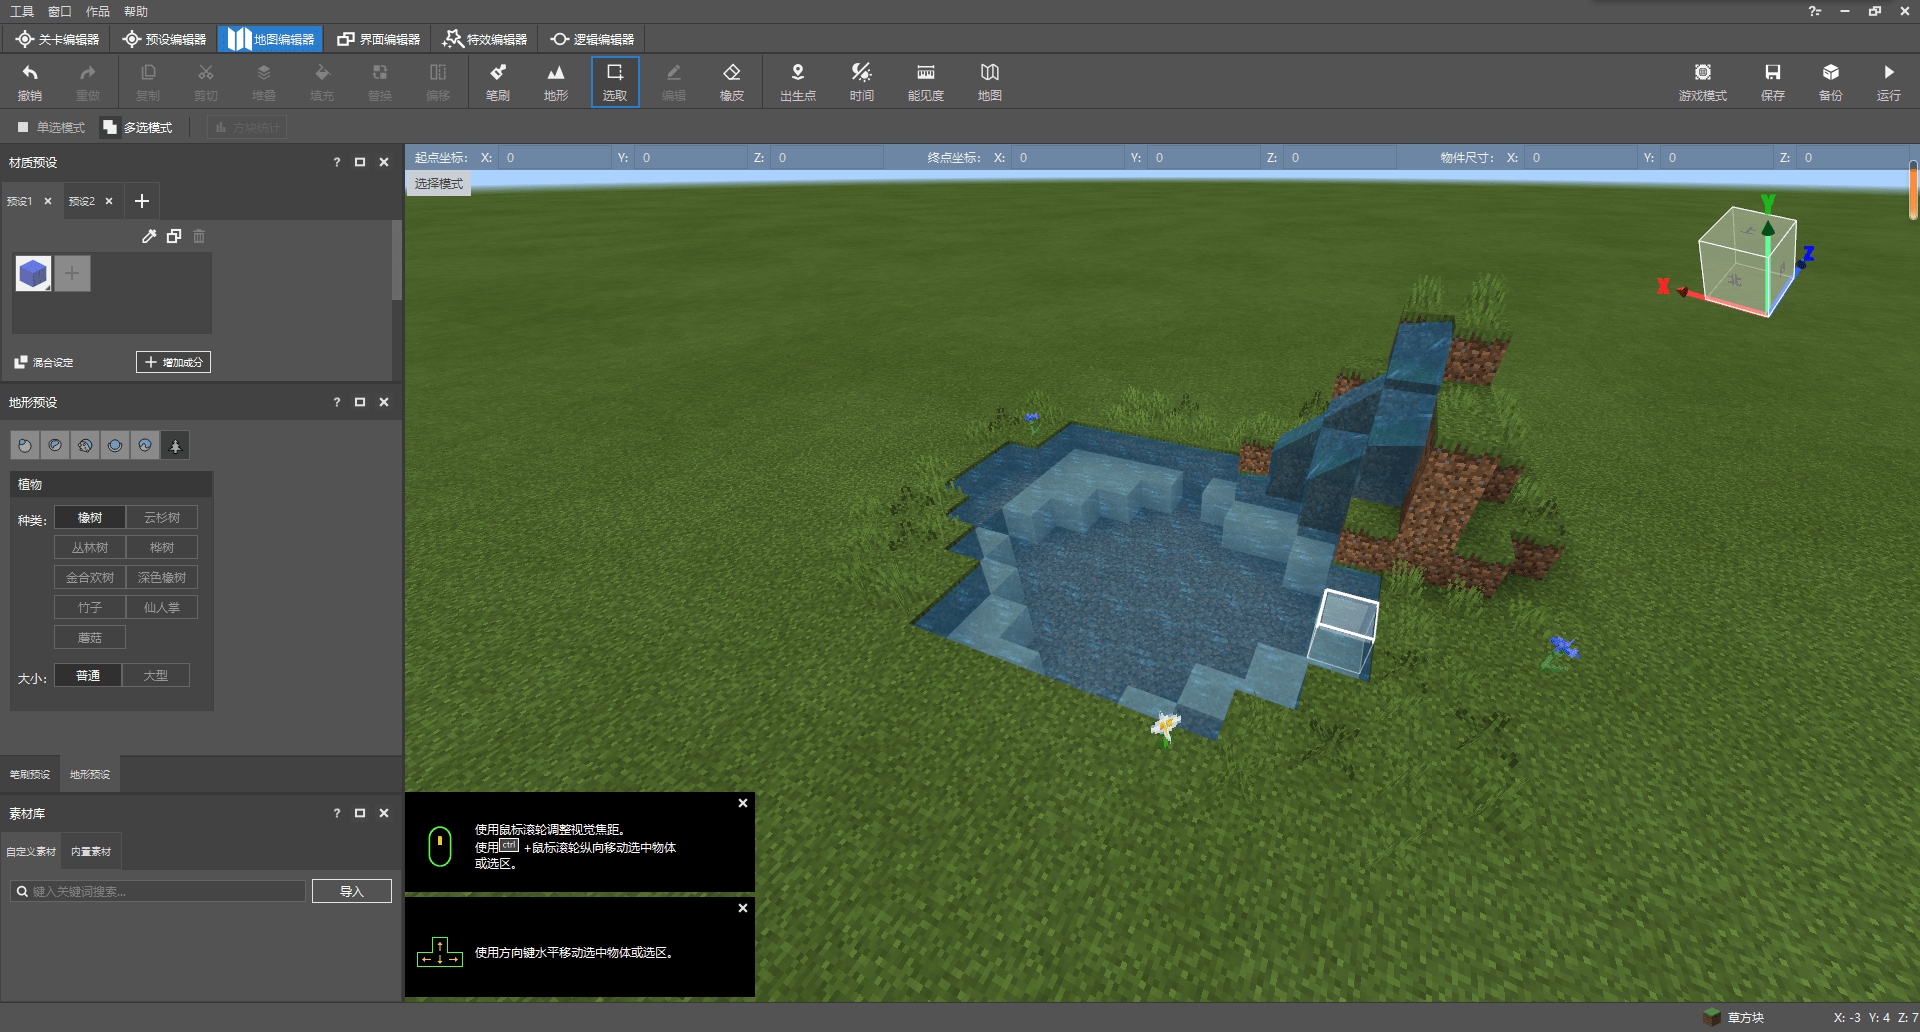 工具 窗口 作品 帮助
关卡编辑器 预设编辑器 地图编辑器 界面编辑器 特效编辑器 逻辑编辑器
撤销 重做 复制 剪切 堆叠 填充 替换 偏移 笔刷 地形 选取 编辑 橡皮 出生点 时间 能见度 地图 游戏模式 保存 备份 运行
单选模式 多选模式 方块统计
材质预设 ?
起点坐标: X: 0 Y: 0 Z: 0 终点坐标: X: 0 Y: 0 Z: 0 物件尺寸: X: 0 Y: 0 Z: 0
选择模式
预设1 预设2
Y
Z
X
上
北
混合设定 增加成分
地形预设 ?
植物
种类: 橡树 云杉树
丛林树 桦树
金合欢树 深色橡树
竹子 仙人掌
蘑菇
大小: 普通 大型
笔刷预设 地形预设
素材库 ?
自定义素材 内置素材
键入关键词搜索... 导入
使用鼠标滚轮调整视觉焦距。
使用ctrl +鼠标滚轮纵向移动选中物体
或选区。
使用方向键水平移动选中物体或选区。
草方块 X: -3 Y: 4 Z: 7